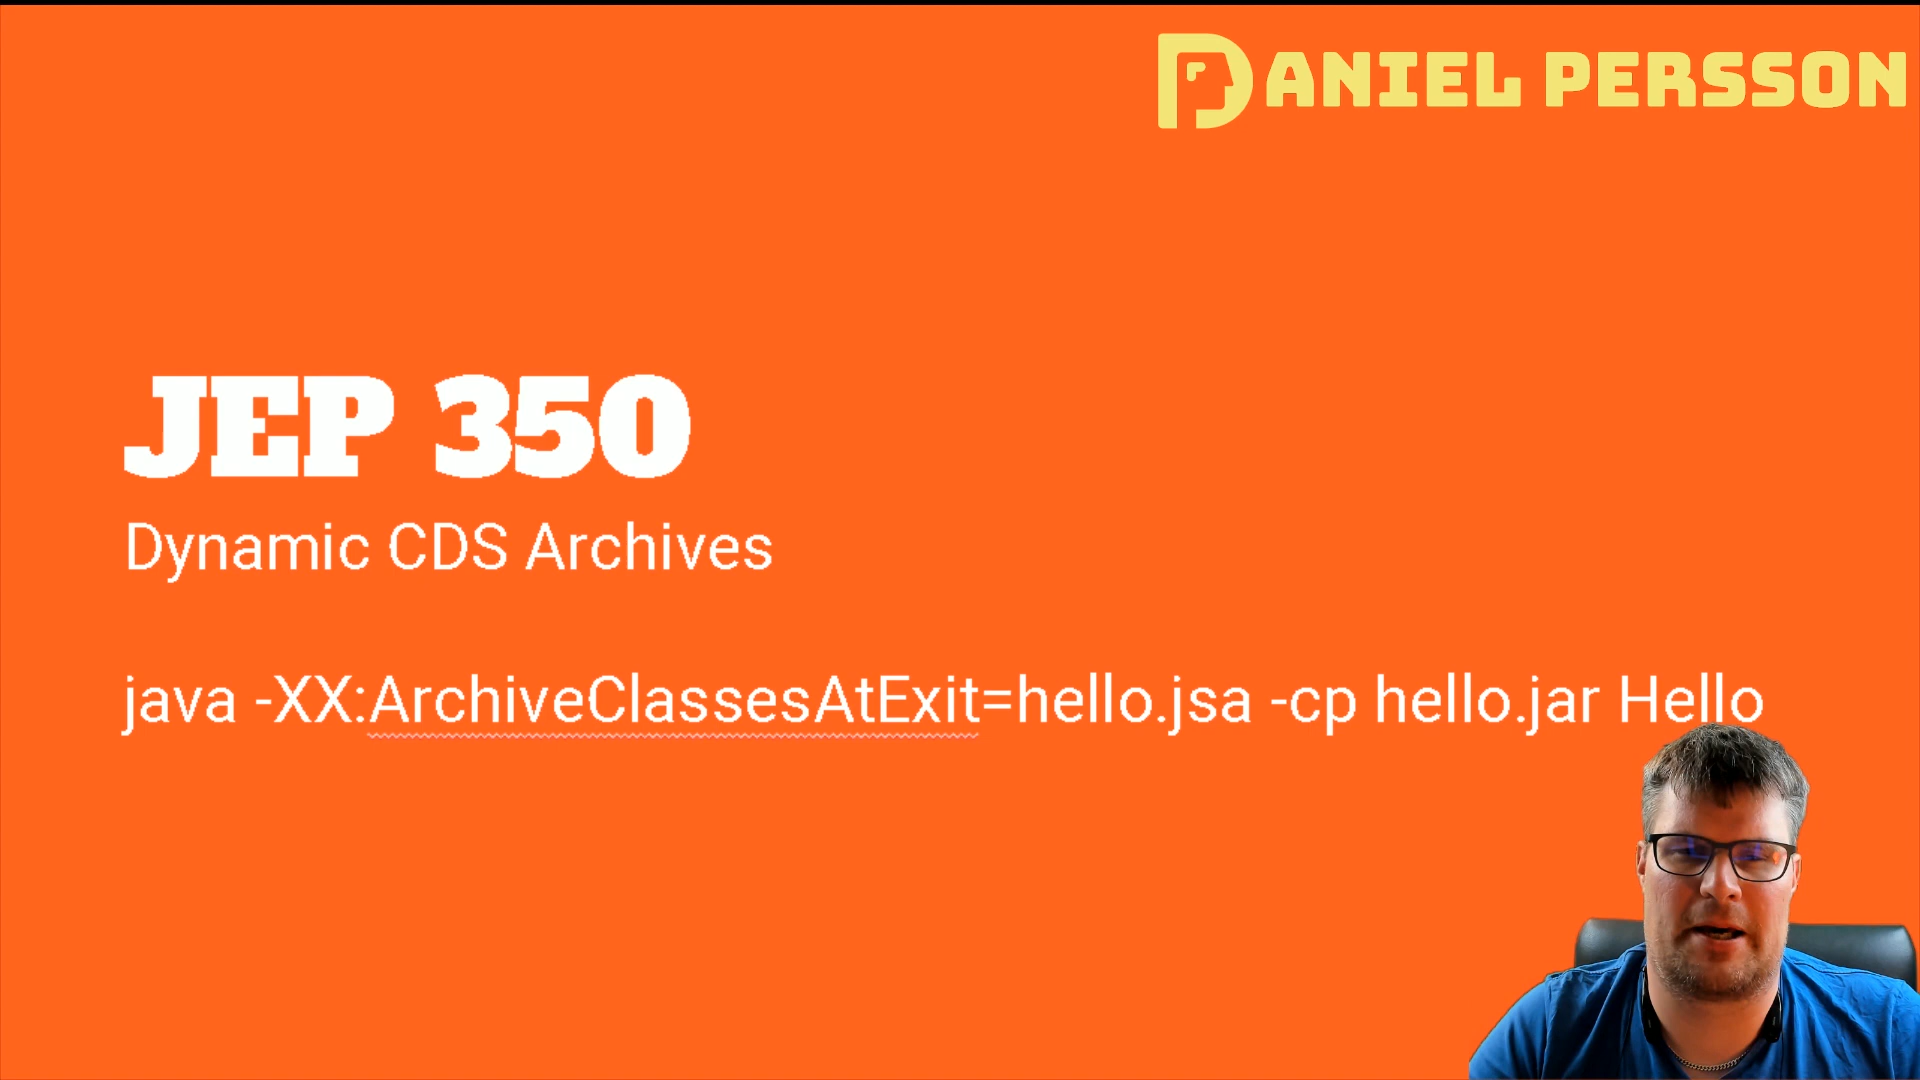 DANIEL PERSSON
JEP 350
Dynamic CDS Archives
java -XX:ArchiveClassesAtExit=hello.jsa -cp hello.jar Hello